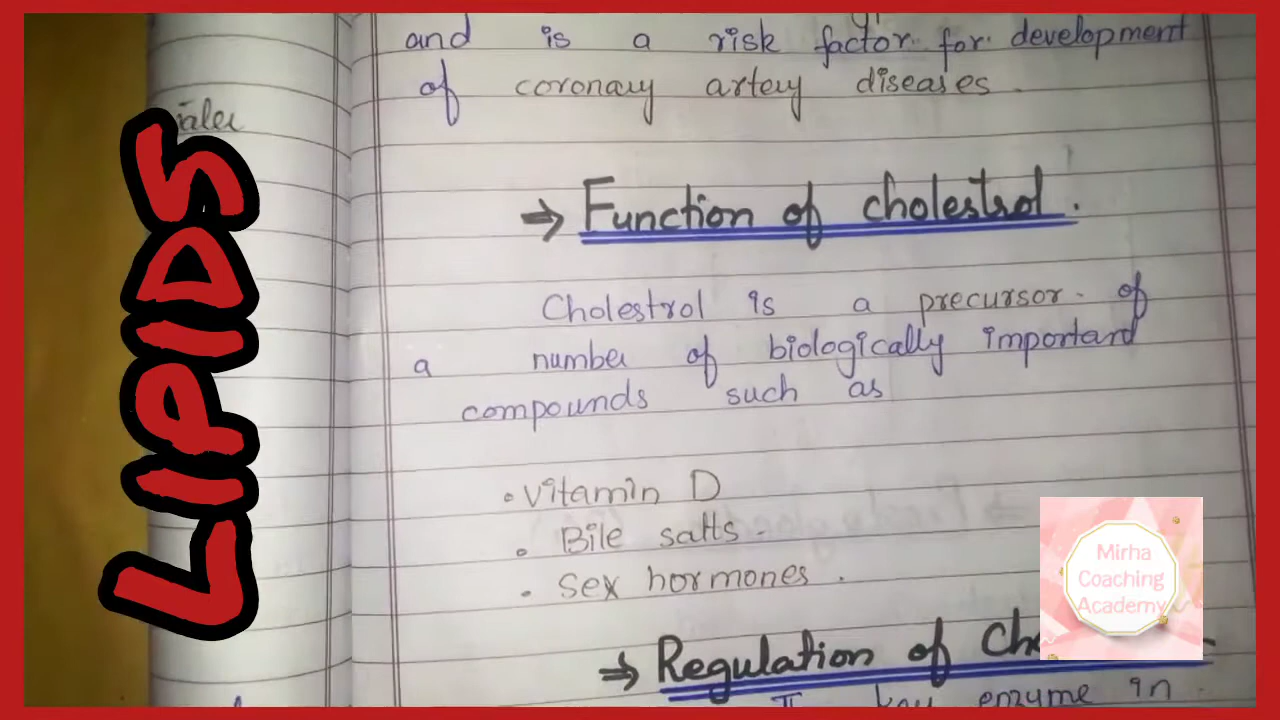 and is a risk factor for development
of coronary artery diseases.
→ Function of cholestrol.
Cholestrol is a precursor of
a number of biologically important
compounds such as
• Vitamin D
• Bile salts.
• Sex hormones.
→ Regulation of
key enzyme in
LIPIDS
Mirha
Coaching
Academy